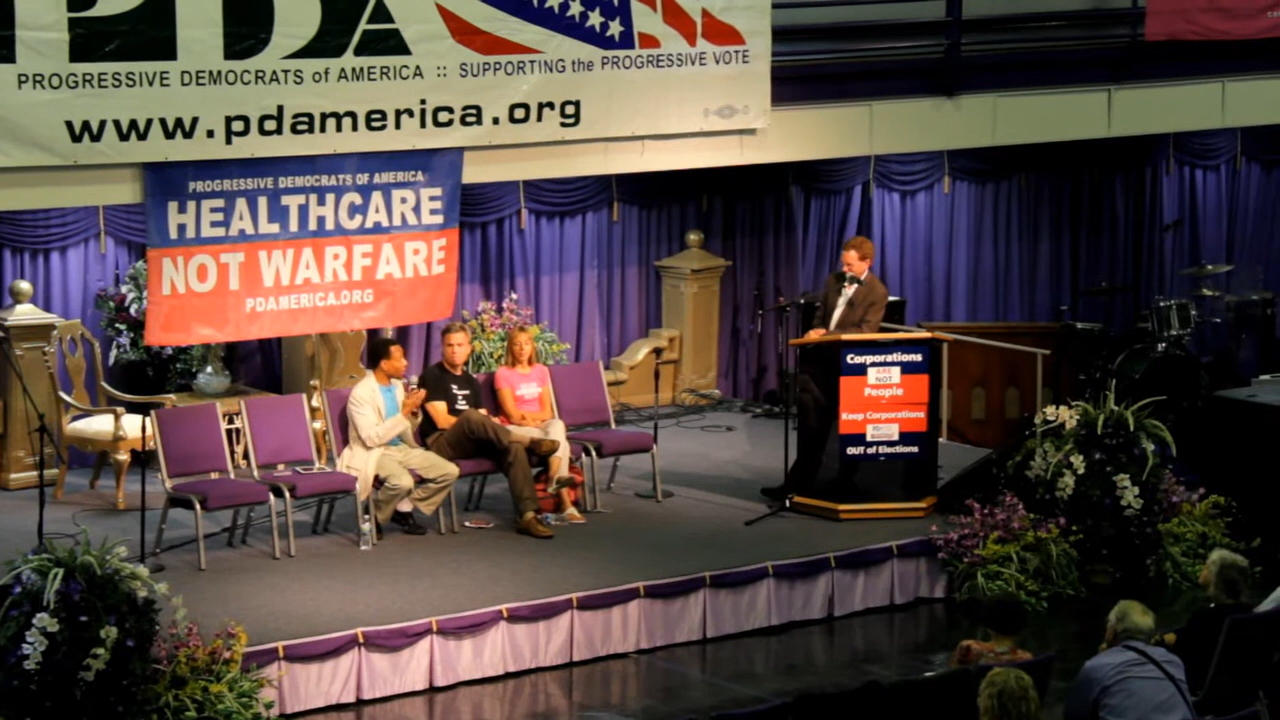 PDA
PROGRESSIVE DEMOCRATS of AMERICA :: SUPPORTING the PROGRESSIVE VOTE
www.pdamerica.org
PROGRESSIVE DEMOCRATS OF AMERICA
HEALTHCARE
NOT WARFARE
PDAMERICA.ORG
Corporations
ARE
NOT
People
Keep Corporations
OUT of Elections